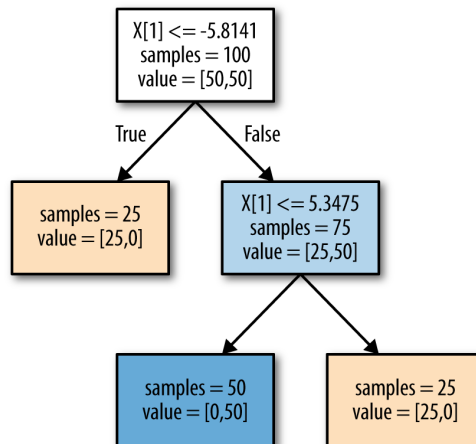 X[1] <= -5.8141
samples = 100
value = [50,50]
True
False
samples = 25
value = [25,0]
X[1] <= 5.3475
samples = 75
value = [25,50]
samples = 50
value = [0,50]
samples = 25
value = [25,0]